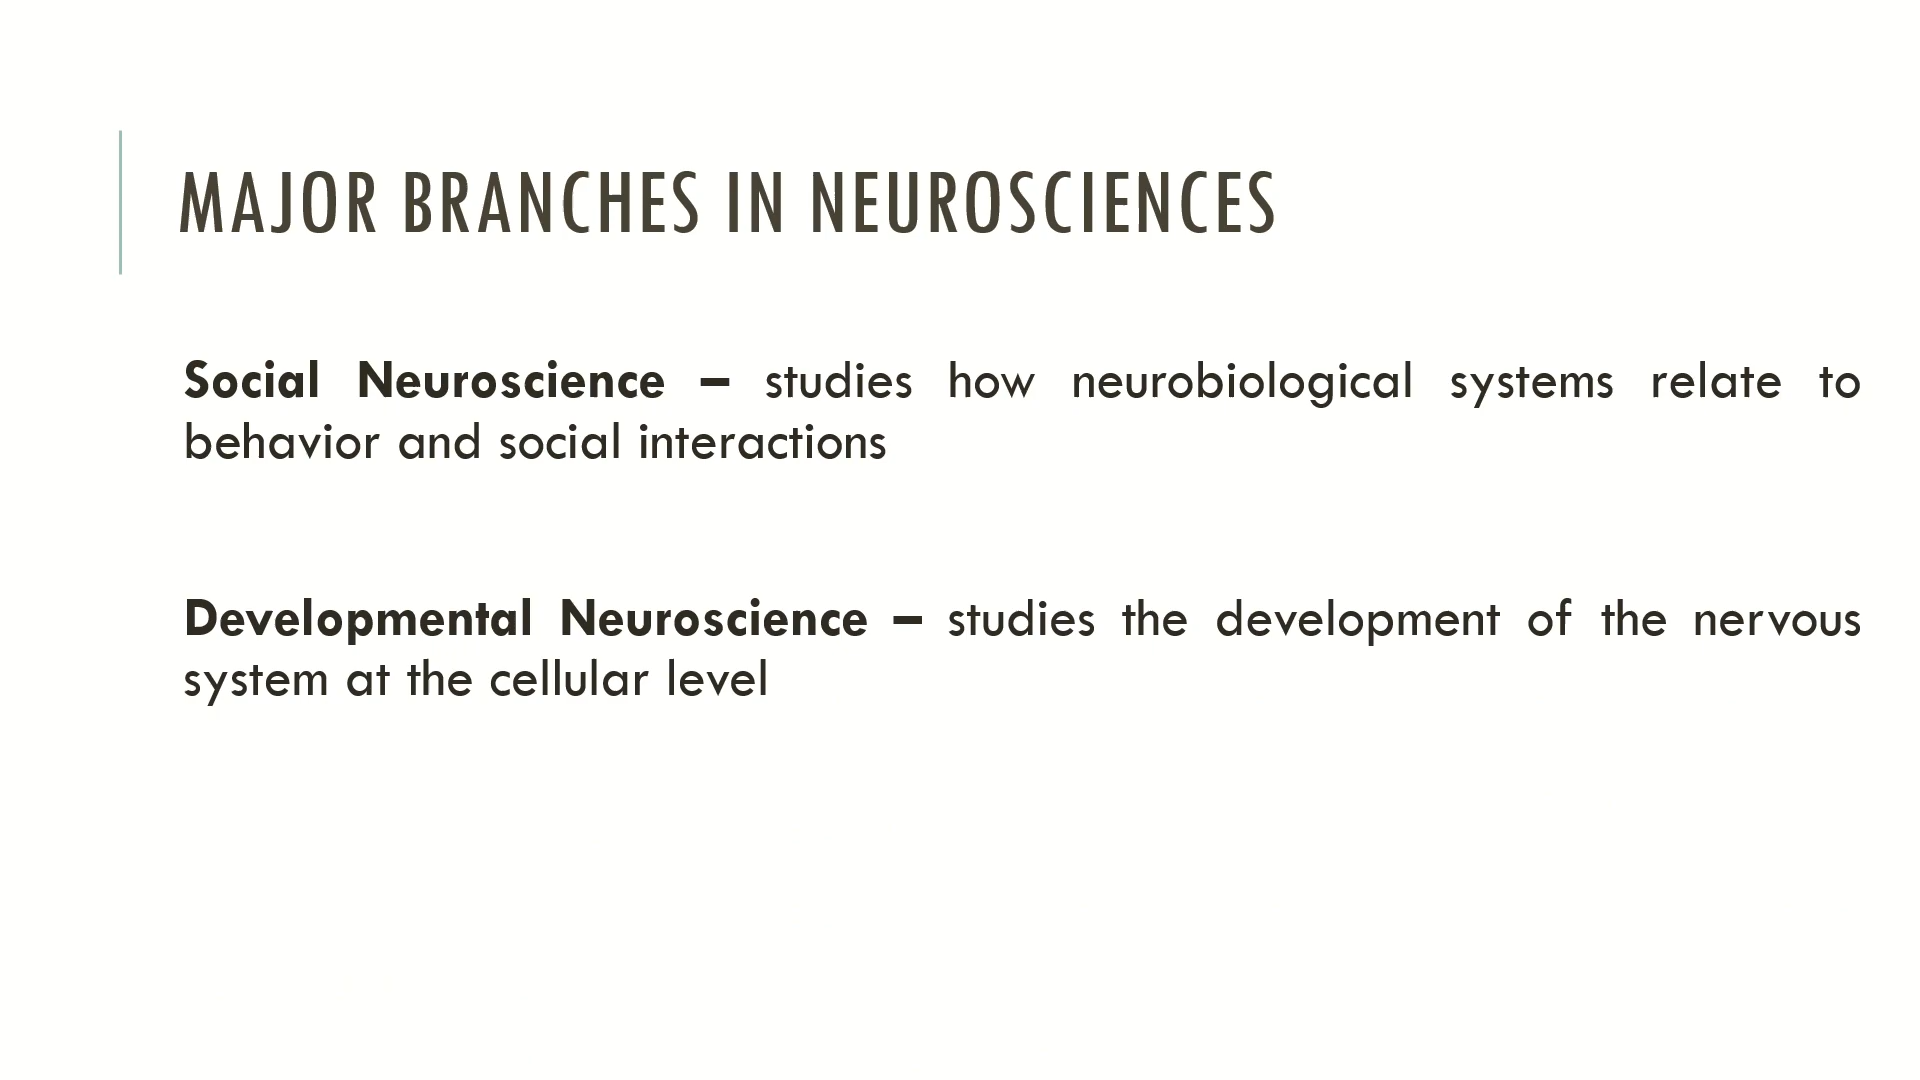 MAJOR BRANCHES IN NEUROSCIENCES
Social Neuroscience – studies how neurobiological systems relate to
behavior and social interactions
Developmental Neuroscience – studies the development of the nervous
system at the cellular level